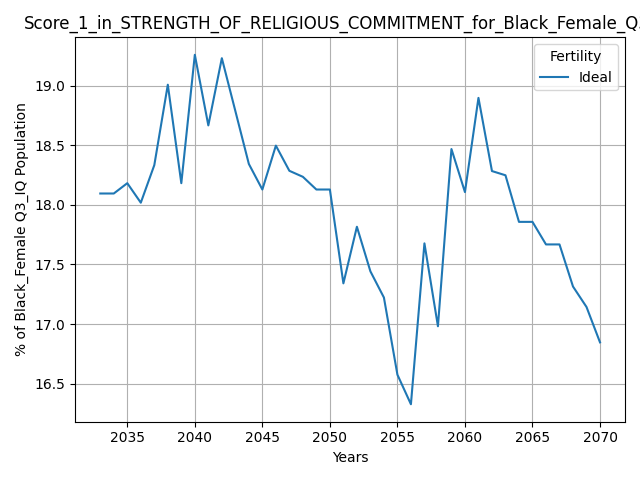 Score_1_in_STRENGTH_OF_RELIGIOUS_COMMITMENT_for_Black_Female_Q
Fertility
Ideal
19.0
18.5
18.0
17.5
17.0
16.5
% of Black_Female Q3_IQ Population
2035 2040 2045 2050 2055 2060 2065 2070
Years